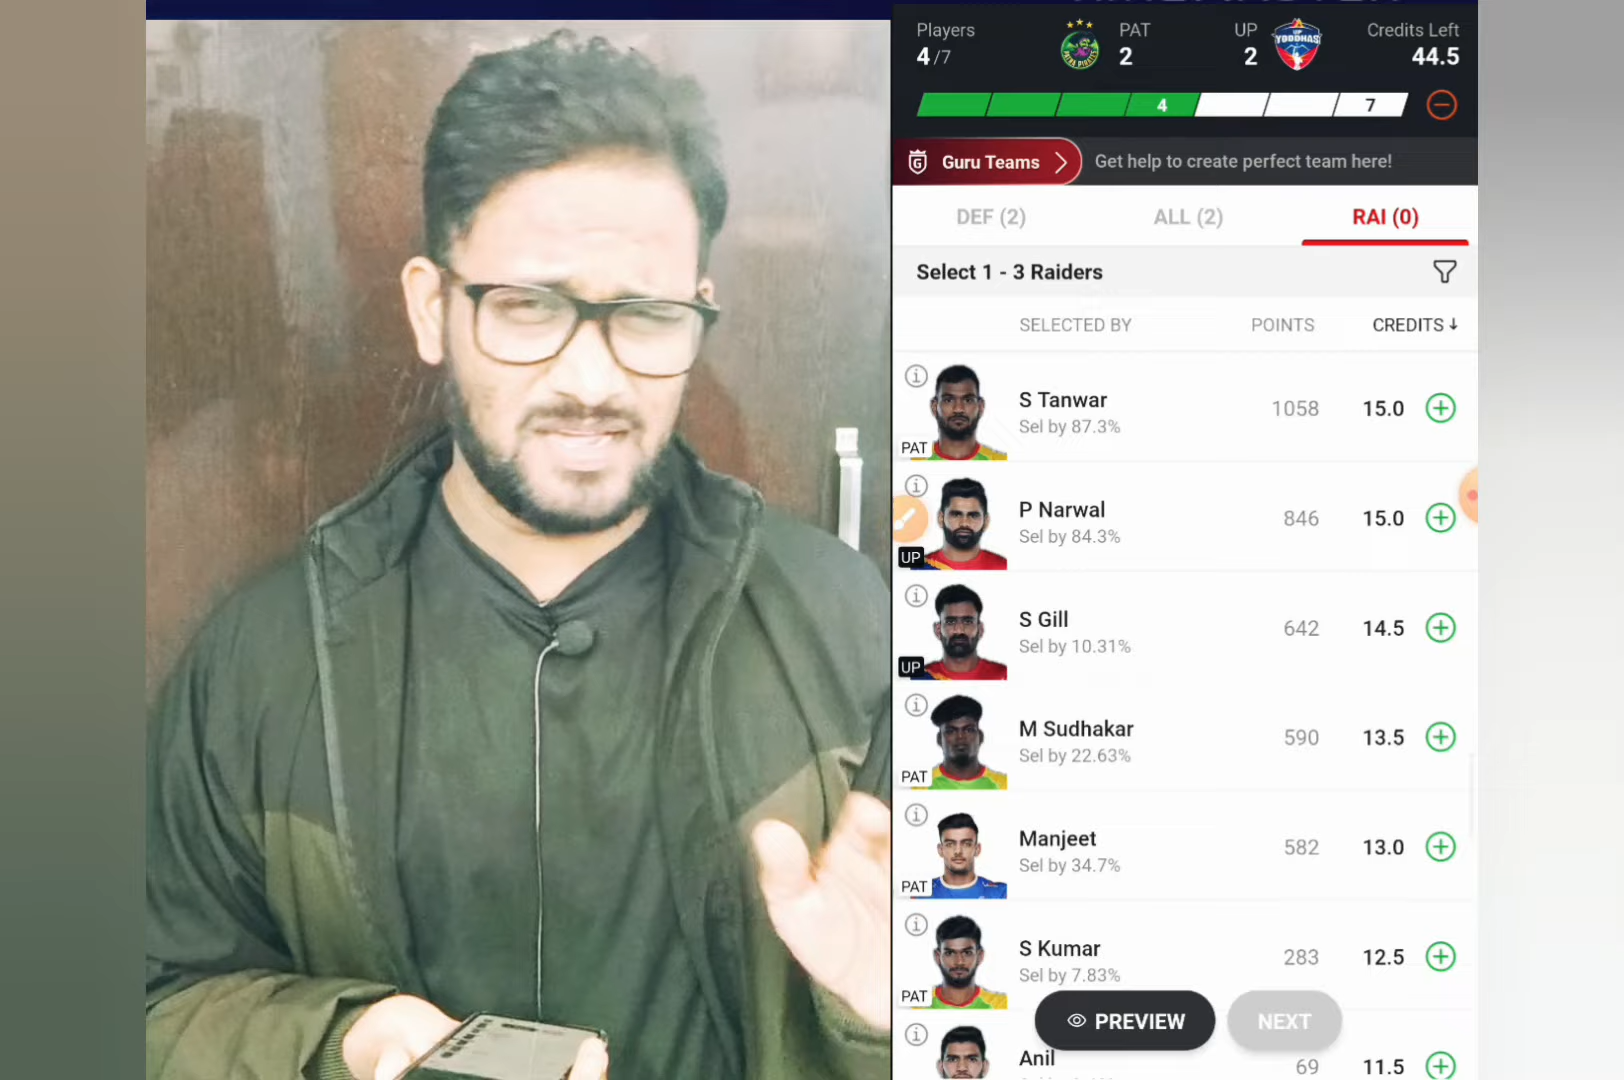 Players
4/7
PAT
2
UP
2
YODDHAS
Credits Left
44.5
4
7
Guru Teams
Get help to create perfect team here!
DEF (2)
ALL (2)
RAI (0)
Select 1 - 3 Raiders
SELECTED BY
POINTS
CREDITS↓
S Tanwar
Sel by 87.3%
1058
15.0
PAT
P Narwal
Sel by 84.3%
846
15.0
UP
S Gill
Sel by 10.31%
642
14.5
UP
M Sudhakar
Sel by 22.63%
590
13.5
PAT
Manjeet
Sel by 34.7%
582
13.0
PAT
S Kumar
Sel by 7.83%
283
12.5
PAT
PREVIEW
NEXT
Anil
69
11.5